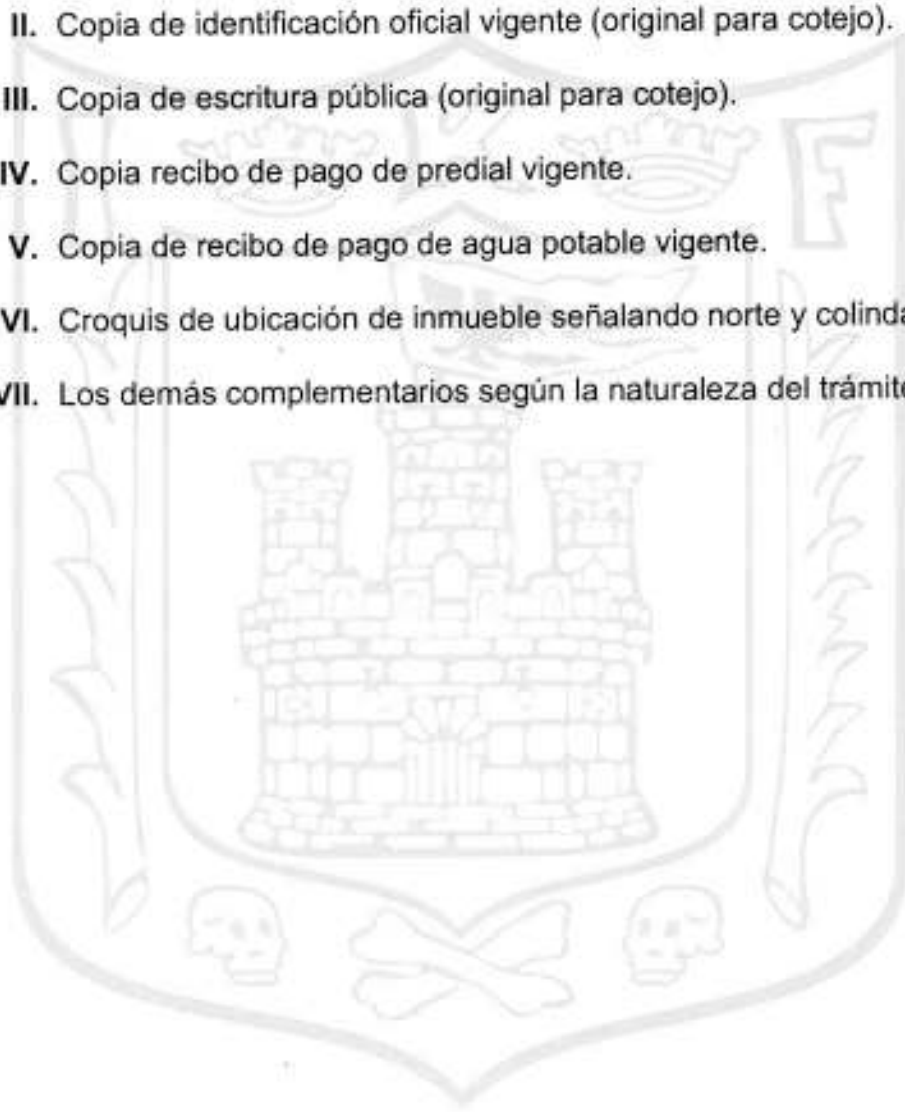 II. Copia de identificación oficial vigente (original para cotejo).
III. Copia de escritura pública (original para cotejo).
IV. Copia recibo de pago de predial vigente.
V. Copia de recibo de pago de agua potable vigente.
VI. Croquis de ubicación de inmueble señalando norte y
VII. Los demás complementarios según la naturaleza del trámite
K F